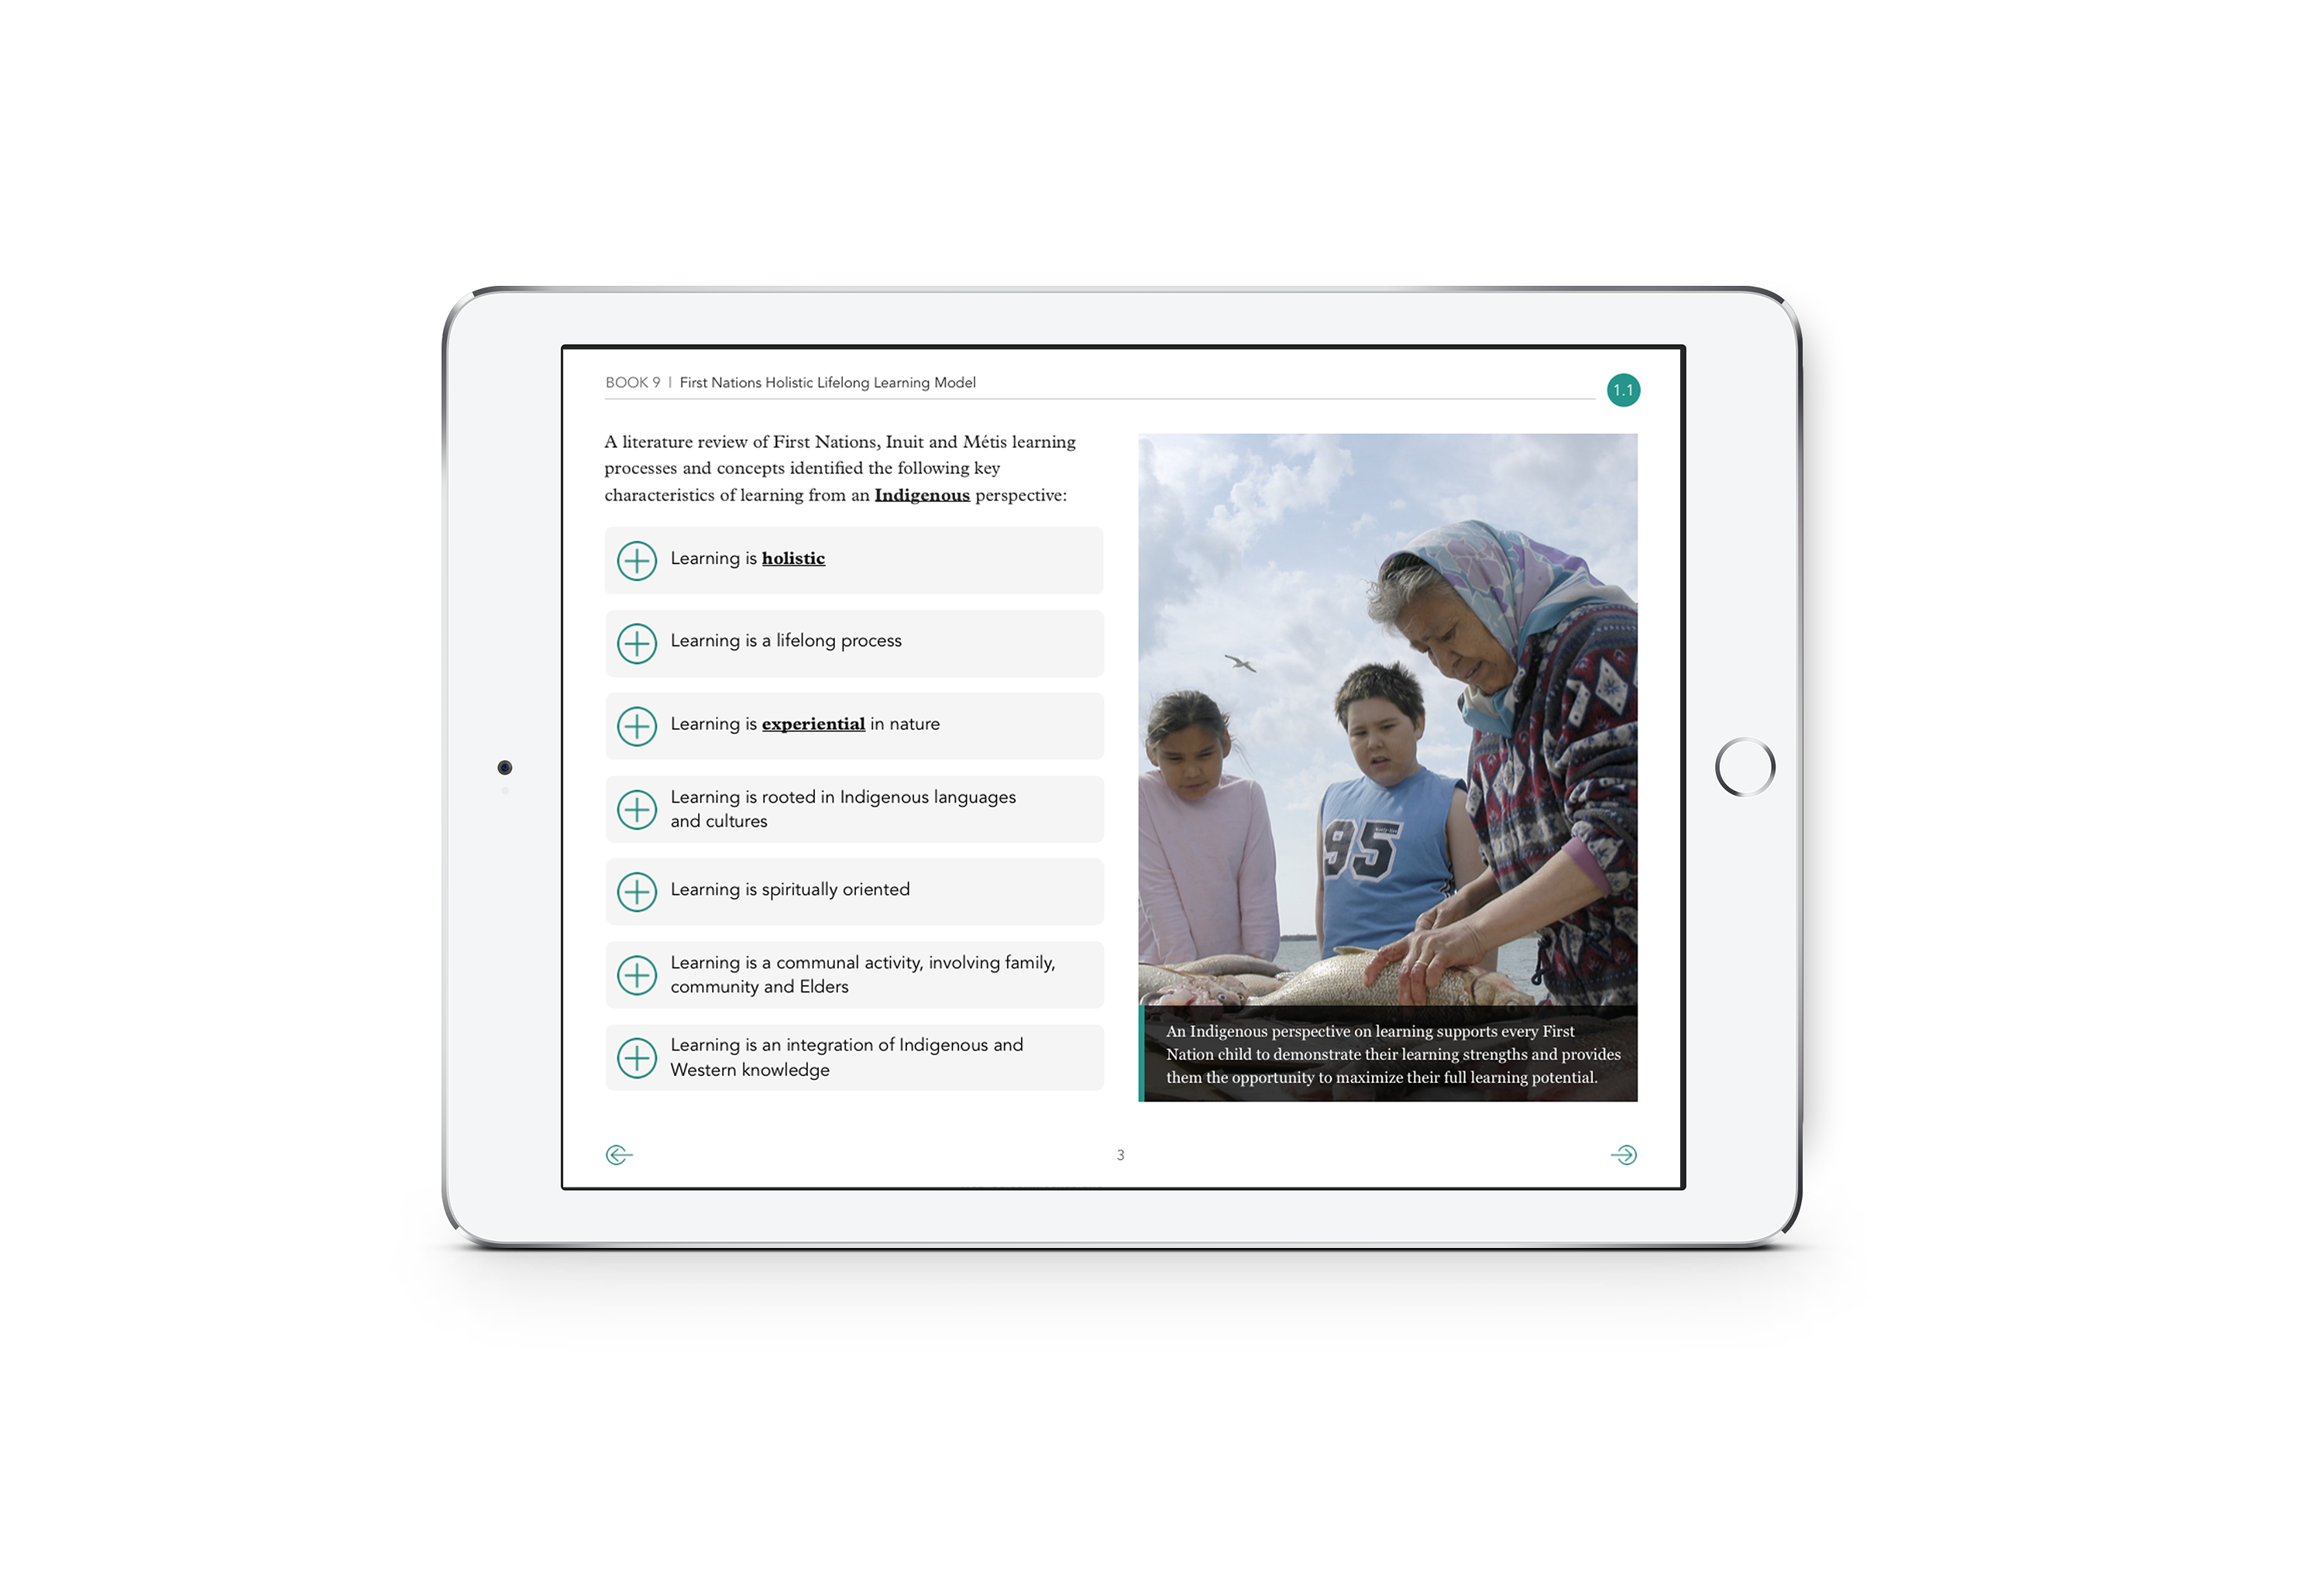 BOOK 9 | First Nations Holistic Lifelong Learning Model
1.1
A literature review of First Nations, Inuit and Métis learning
processes and concepts identified the following key
characteristics of learning from an Indigenous perspective:
Learning is holistic
Learning is a lifelong process
Learning is experiential in nature
Learning is rooted in Indigenous languages
and cultures
Learning is spiritually oriented
Learning is a communal activity, involving family,
community and Elders
Learning is an integration of Indigenous and
Western knowledge
95
An Indigenous perspective on learning supports every First
Nation child to demonstrate their learning strengths and provides
them the opportunity to maximize their full learning potential.
3